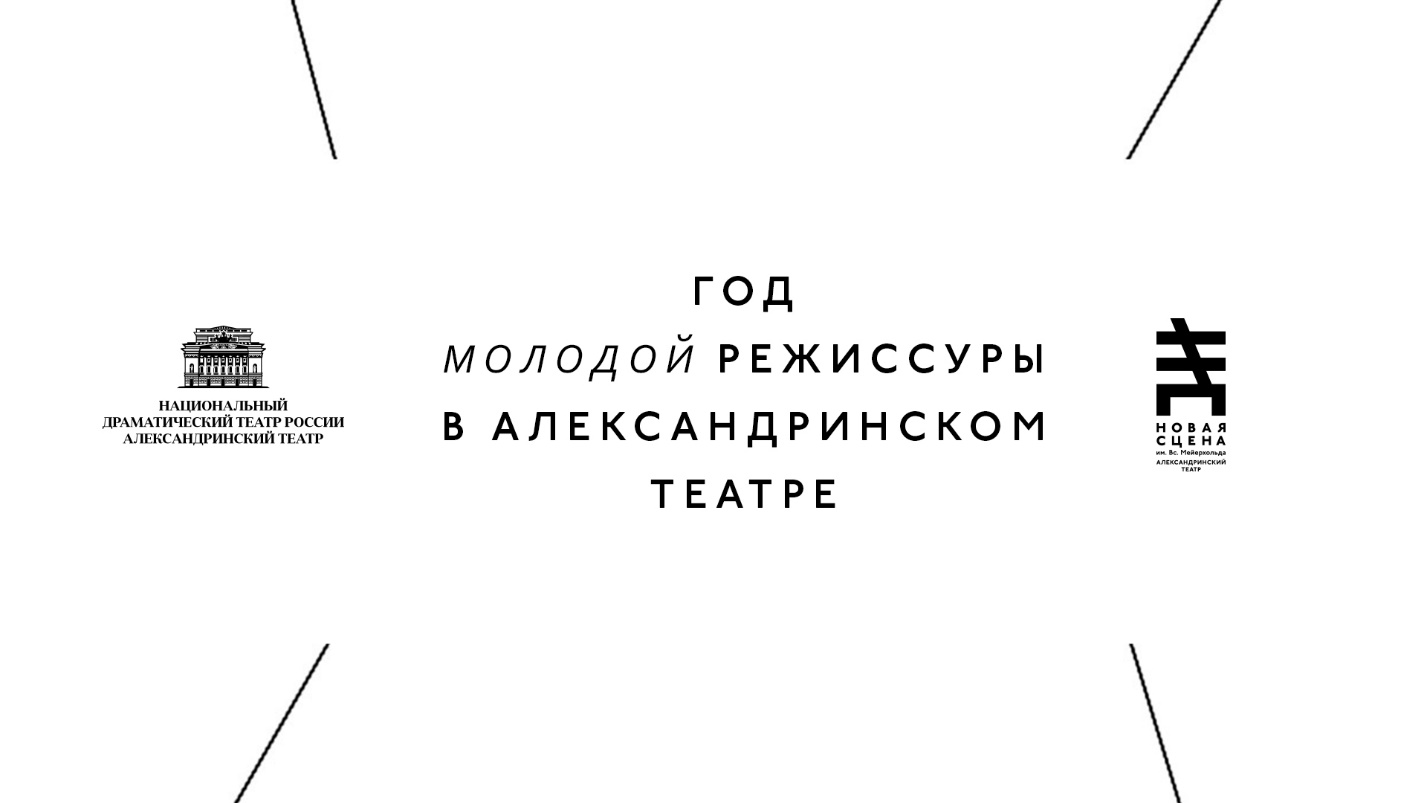 ГОД
МОЛОДОЙ РЕЖИССУРЫ
В АЛЕКСАНДРИНСКОМ
ТЕАТРЕ
НАЦИОНАЛЬНЫЙ
ДРАМАТИЧЕСКИЙ ТЕАТР РОССИИ
АЛЕКСАНДРИНСКИЙ ТЕАТР
НОВАЯ
СЦЕНА
им. Вс. Мейерхольда
АЛЕКСАНДРИНСКИЙ
ТЕАТР